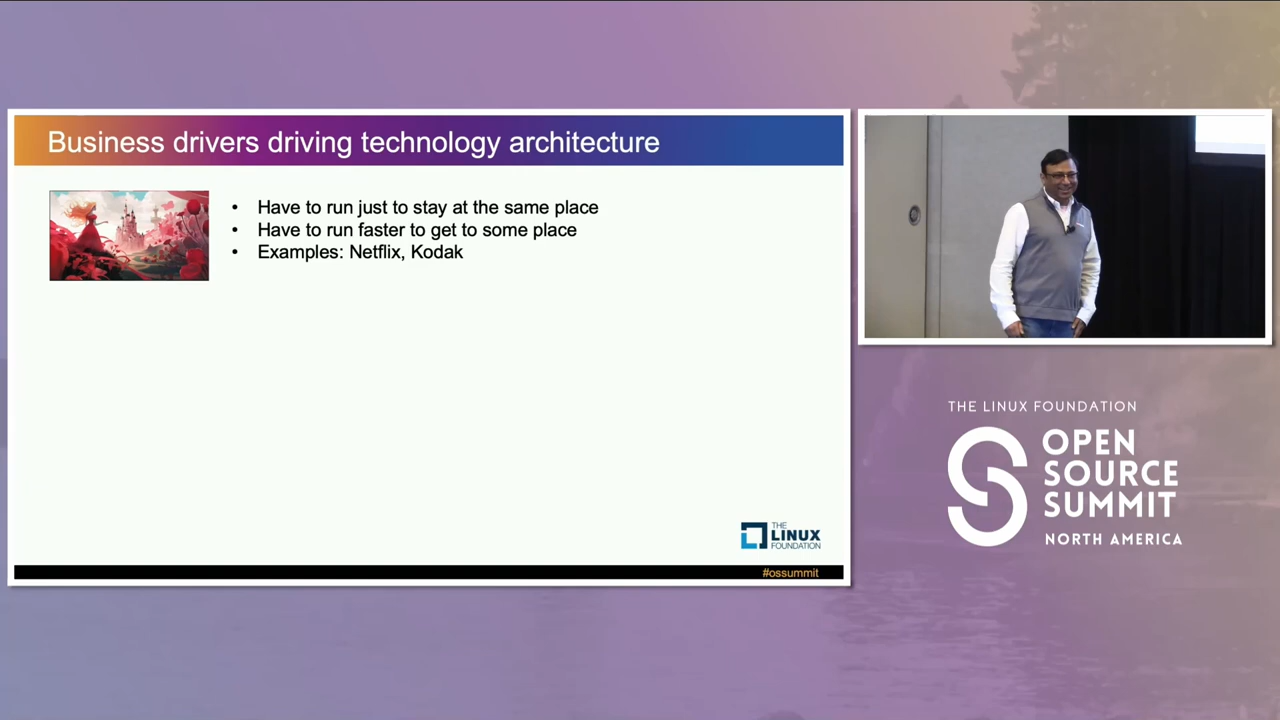 Business drivers driving technology architecture
• Have to run just to stay at the same place
• Have to run faster to get to some place
• Examples: Netflix, Kodak
THE
LINUX
FOUNDATION
#ossummit
THE LINUX FOUNDATION
OPEN
SOURCE
SUMMIT
NORTH AMERICA